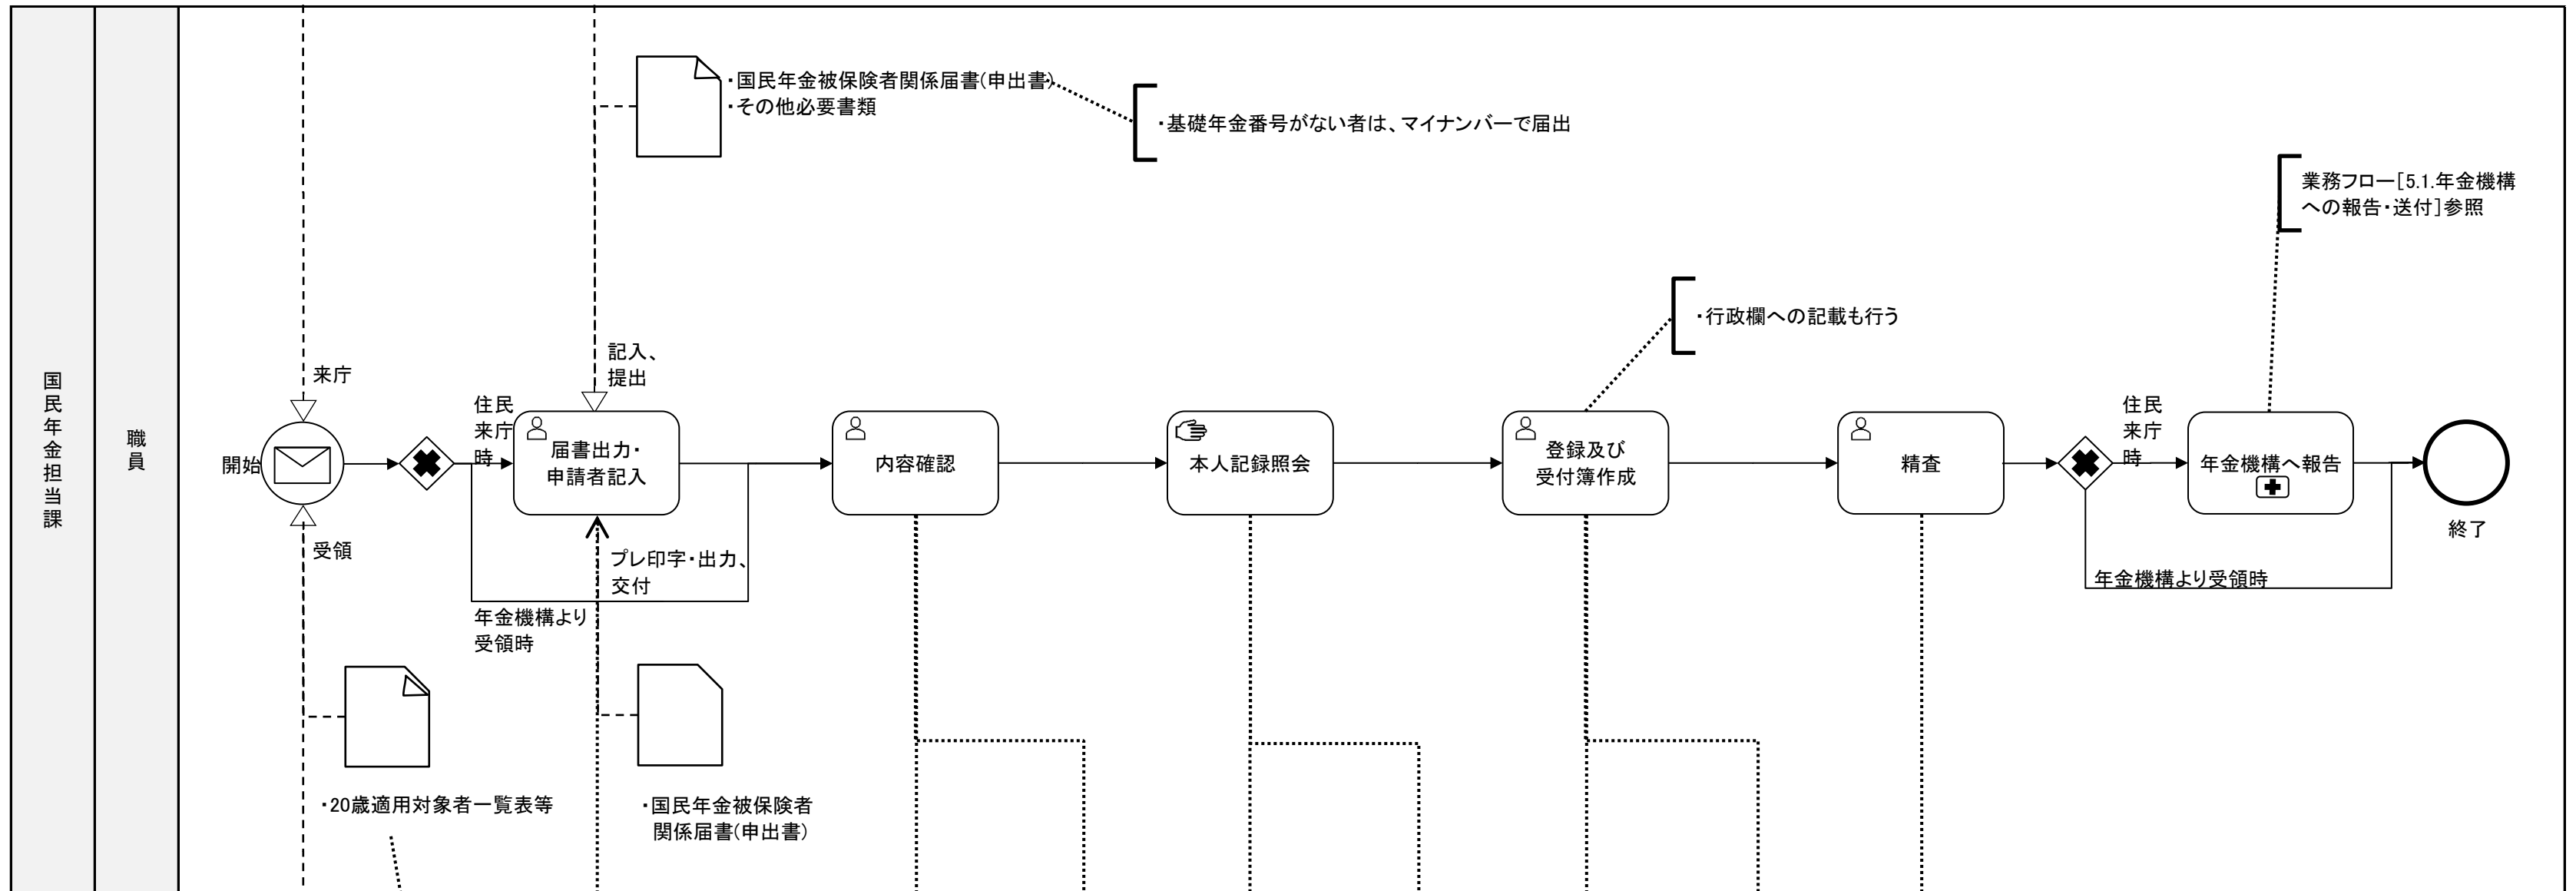 国民年金担当課
職員
・国民年金被保険者関係届書(申出書)
・その他必要書類
・基礎年金番号がない者は、マイナンバーで届出
業務フロー[5.1.年金機構
への報告・送付]参照
・行政欄への記載も行う
来庁
記入、
提出
開始
住民
来庁
時
届書出力・
申請者記入
内容確認
本人記録照会
登録及び
受付簿作成
精査
住民
来庁
時
年金機構へ報告
終了
受領
プレ印字・出力、
交付
年金機構より
受領時
年金機構より受領時
・20歳適用対象者一覧表等
・国民年金被保険者
関係届書(申出書)